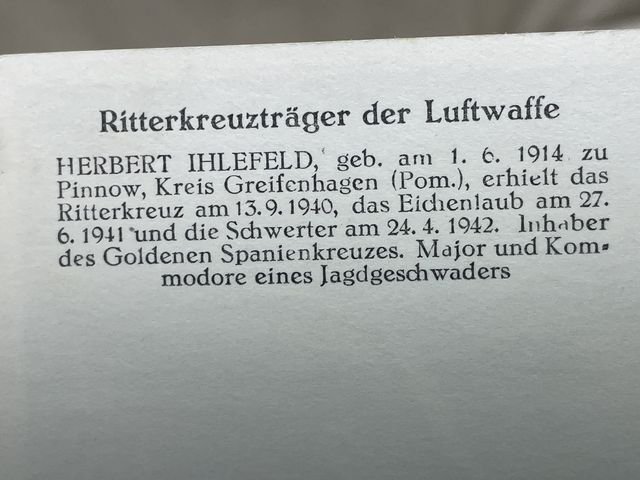 Ritterkreuzträger der Luftwaffe
HERBERT IHLEFELD, geb. am 1. 6. 1914 zu
Pinnow, Kreis Greifenhagen (Pom.), erhielt das
Ritterkreuz am 13. 9. 1940, das Eichenlaub am 27.
6. 1941 und die Schwerter am 24. 4. 1942. Inhaber
des Goldenen Spanienkreuzes. Major und Kom-
modore eines Jagdgeschwaders